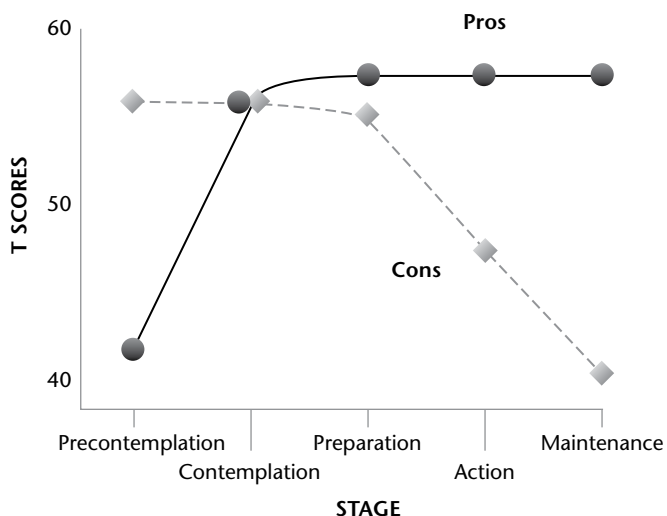 60
Pros
50
T SCORES
Cons
40
Precontemplation Preparation Maintenance
Contemplation Action
STAGE